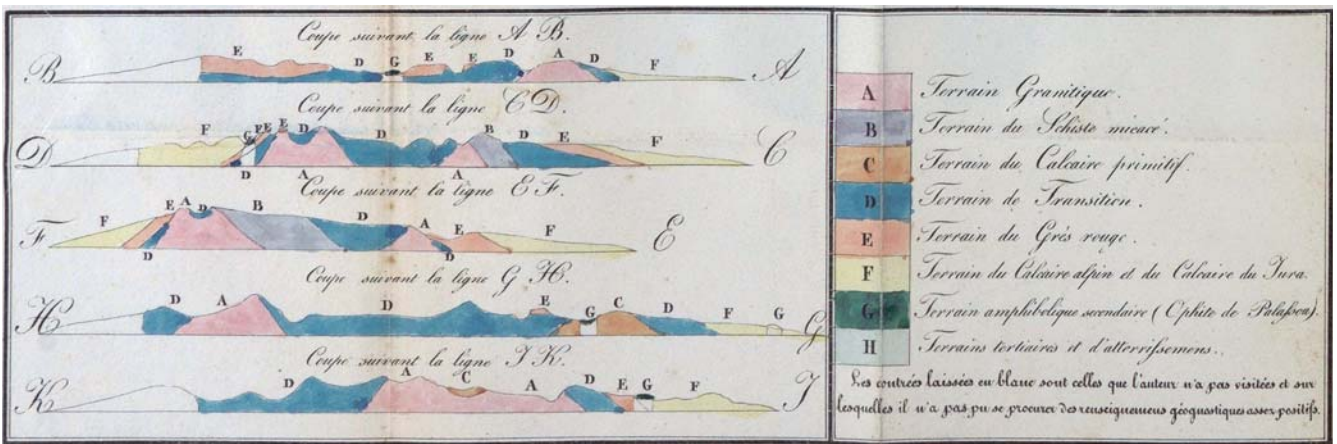 Coupe suivant la ligne A B.
B E D G E E D A D F A
Coupe suivant la ligne C D.
D F G F E E D D B D E F C
D A A
Coupe suivant la ligne E F.
F F E A D B D A E F E
D D
Coupe suivant la ligne G H.
H D A D E G C D F G G
Coupe suivant la ligne J K.
K D A C A D E G F J
A Terrain Granitique.
B Terrain du Schiste micacé.
C Terrain du Calcaire primitif.
D Terrain de Transition.
E Terrain du Grès rouge.
F Terrain du Calcaire alpin et du Calcaire du Jura.
G Terrain amphibolique secondaire (Ophite de Palassou).
H Terrains tertiaires et d'atterrissemens.
Les contrées laissées en blanc sont celles que l'auteur n'a pas visitées et sur
lesquelles il n'a pas pu se procurer des renseignemens géognostiques assez positifs.